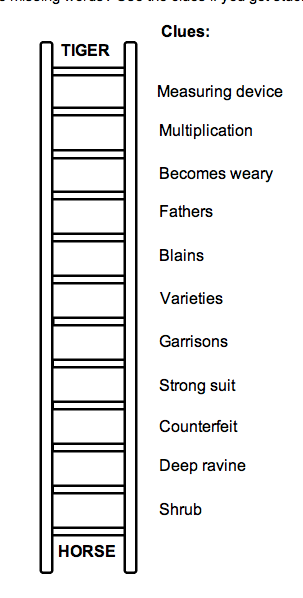 Clues:
TIGER
Measuring device
Multiplication
Becomes weary
Fathers
Blains
Varieties
Garrisons
Strong suit
Counterfeit
Deep ravine
Shrub
HORSE